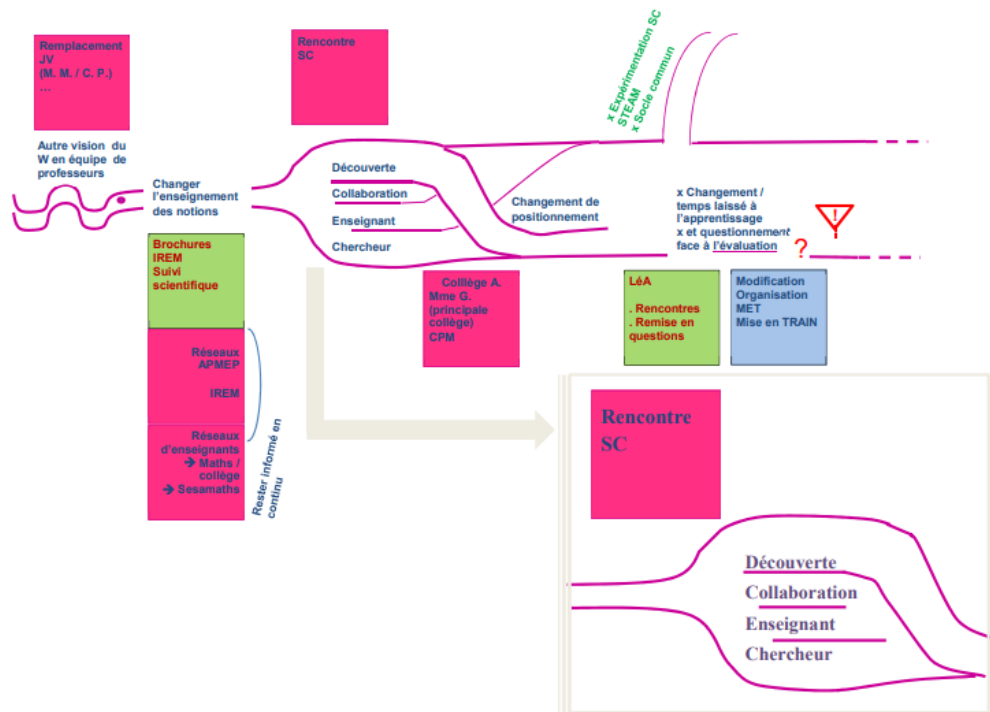 Remplacement
JV
(M. M. / C. P.)
...
Autre vision du
W en équipe de
professeurs
Changer
l'enseignement
des notions
Brochures
IREM
Suivi
scientifique
Réseaux
APMEP
IREM
Réseaux
d'enseignants
➔ Maths /
collège
➔ Sesamaths
Rester informé en
continu
Rencontre
SC
Découverte
Collaboration
Enseignant
Chercheur
Changement de
positionnement
Colllège A.
Mme G.
(principale
collège)
CPM
x Expérimentation SC
STEAM
x Socle commun
x Changement /
temps laissé à
l'apprentissage
x et questionnement
face à l'évaluation
?
!
LéA
. Rencontres
. Remise en
questions
Modification
Organisation
MET
Mise en TRAIN
Rencontre
SC
Découverte
Collaboration
Enseignant
Chercheur